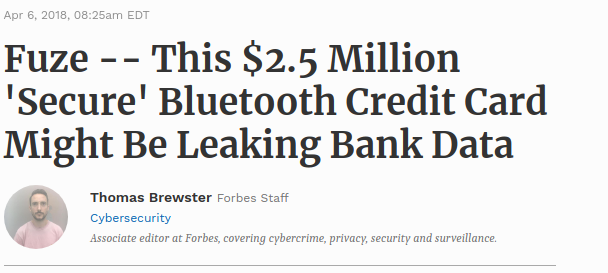 Apr 6, 2018, 08:25am EDT
Fuze -- This $2.5 Million
'Secure' Bluetooth Credit Card
Might Be Leaking Bank Data
Thomas Brewster Forbes Staff
Cybersecurity
Associate editor at Forbes, covering cybercrime, privacy, security and surveillance.